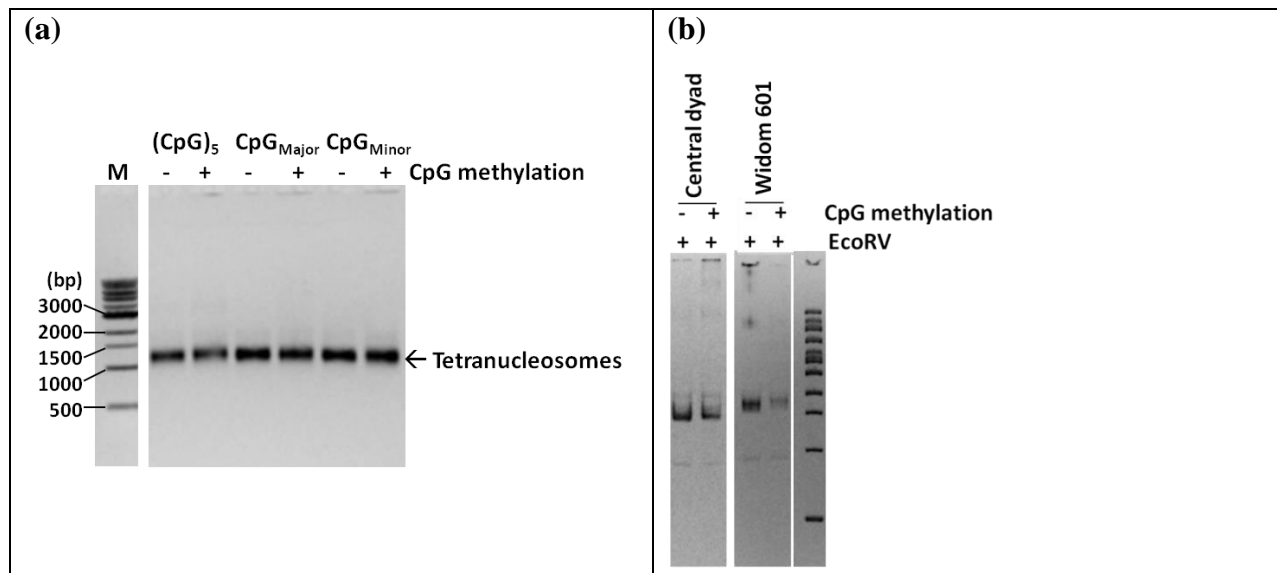 (a)
(CpG)5 CpGMajor CpGMinor
M - + - + - + CpG methylation
(bp)
3000
2000
1500
1000
500
← Tetranucleosomes
(b)
Central dyad
Widom 601
- + - + CpG methylation
+ + + + EcoRV